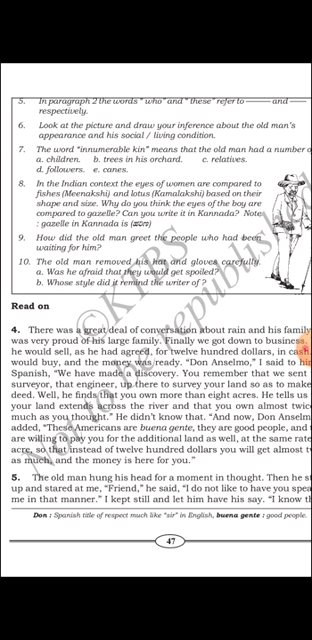 5. In paragraph 2 the words " who" and " these" refer to ——— and ——
respectively.
6. Look at the picture and draw your inference about the old man's
appearance and his social / living condition.
7. The word "innumerable kin" means that the old man had a number o
a. children. b. trees in his orchard. c. relatives.
d. followers. e. canes.
8. In the Indian context the eyes of women are compared to
fishes (Meenakshi) and lotus (Kamalakshi) based on their
shape and size. Why do you think the eyes of the boy are
compared to gazelle? Can you write it in Kannada? Note
: gazelle in Kannada is
9. How did the old man greet the people who had been
waiting for him?
10. The old man removed his hat and gloves carefully.
a. Was he afraid that they would get spoiled?
b. Whose style did it remind the writer of ?
Read on
4. There was a great deal of conversation about rain and his family
was very proud of his large family. Finally we got down to business.
he would sell, as he had agreed, for twelve hundred dollars, in cash.
would buy, and the money was ready. "Don Anselmo," I said to hi
Spanish, "We have made a discovery. You remember that we sent
surveyor, that engineer, up there to survey your land so as to make
deed. Well, he finds that you own more than eight acres. He tells us
your land extends across the river and that you own almost twic
much as you thought." He didn't know that. "And now, Don Anselm
added, "These Americans are buena gente, they are good people, and
are willing to pay you for the additional land as well, at the same rate
acre, so that instead of twelve hundred dollars you will get almost t
as much, and the money is here for you."
5. The old man hung his head for a moment in thought. Then he s
up and stared at me, "Friend," he said, "I do not like to have you spea
me in that manner." I kept still and let him have his say. "I know t
Don : Spanish title of respect much like "sir" in English, buena gente : good people.
47
©KTBS
Not to be republished